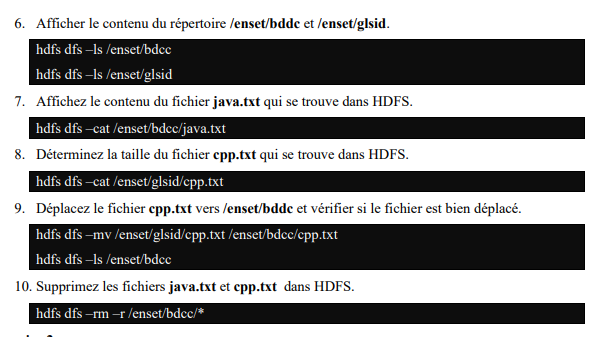 6. Afficher le contenu du répertoire /enset/bddc et /enset/glsid.
hdfs dfs –ls /enset/bdcc
hdfs dfs –ls /enset/glsid
7. Affichez le contenu du fichier java.txt qui se trouve dans HDFS.
hdfs dfs –cat /enset/bdcc/java.txt
8. Déterminez la taille du fichier cpp.txt qui se trouve dans HDFS.
hdfs dfs –cat /enset/glsid/cpp.txt
9. Déplacez le fichier cpp.txt vers /enset/bddc et vérifier si le fichier est bien déplacé.
hdfs dfs –mv /enset/glsid/cpp.txt /enset/bdcc/cpp.txt
hdfs dfs –ls /enset/bdcc
10. Supprimez les fichiers java.txt et cpp.txt dans HDFS.
hdfs dfs –rm –r /enset/bdcc/*